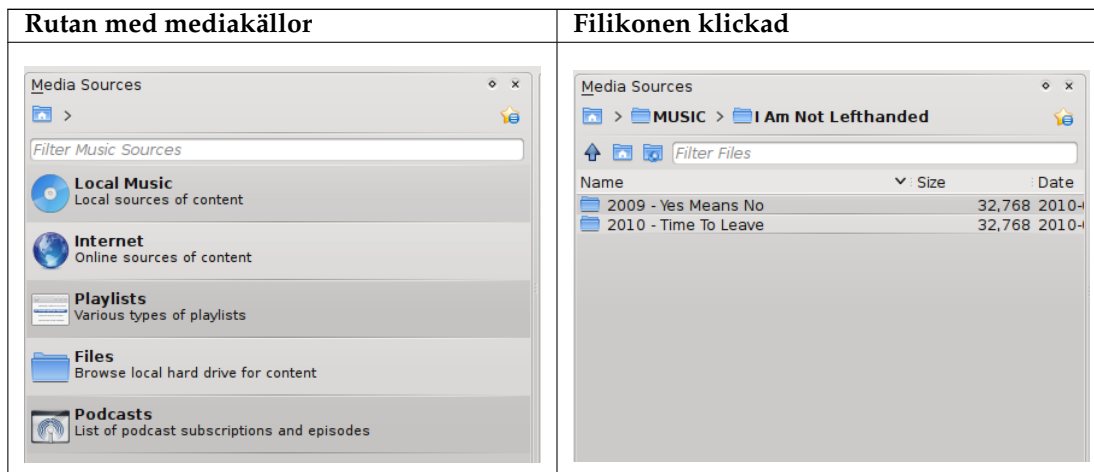 Rutan med mediakällor
Filikonen klickad
Media Sources
>
Filter Music Sources
Local Music
Local sources of content
Internet
Online sources of content
Playlists
Various types of playlists
Files
Browse local hard drive for content
Podcasts
List of podcast subscriptions and episodes
Media Sources
> MUSIC > I Am Not Lefthanded
Filter Files
Name Size Date
2009 - Yes Means No 32,768 2010-
2010 - Time To Leave 32,768 2010-